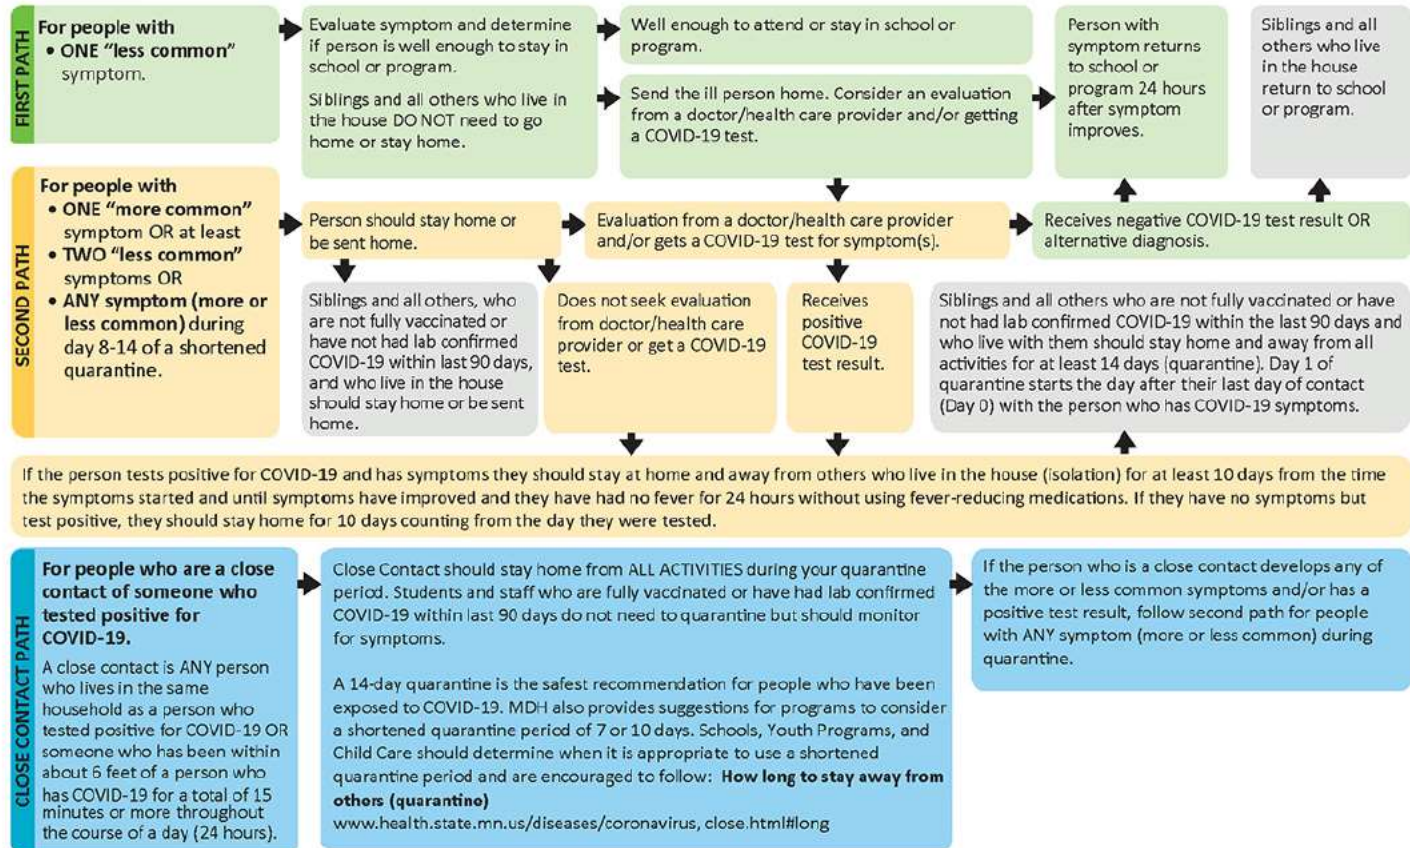 FIRST PATH
For people with
• ONE “less common”
symptom.
Evaluate symptom and determine
if person is well enough to stay in
school or program.
Siblings and all others who live in
the house DO NOT need to go
home or stay home.
Well enough to attend or stay in school or
program.
Send the ill person home. Consider an evaluation
from a doctor/health care provider and/or getting
a COVID-19 test.
Person with
symptom returns
to school or
program 24 hours
after symptom
improves.
Siblings and all
others who live
in the house
return to school
or program.
SECOND PATH
For people with
• ONE “more common”
symptom OR at least
• TWO “less common”
symptoms OR
• ANY symptom (more or
less common) during
day 8-14 of a shortened
quarantine.
Person should stay home or
be sent home.
Evaluation from a doctor/health care provider
and/or gets a COVID-19 test for symptom(s).
Receives negative COVID-19 test result OR
alternative diagnosis.
Siblings and all others, who
are not fully vaccinated or
have not had lab confirmed
COVID-19 within last 90 days,
and who live in the house
should stay home or be sent
home.
Does not seek evaluation
from doctor/health care
provider or get a COVID-19
test.
Receives
positive
COVID-19
test result.
Siblings and all others who are not fully vaccinated or have
not had lab confirmed COVID-19 within the last 90 days and
who live with them should stay home and away from all
activities for at least 14 days (quarantine). Day 1 of
quarantine starts the day after their last day of contact
(Day 0) with the person who has COVID-19 symptoms.
If the person tests positive for COVID-19 and has symptoms they should stay at home and away from others who live in the house (isolation) for at least 10 days from the time
the symptoms started and until symptoms have improved and they have had no fever for 24 hours without using fever-reducing medications. If they have no symptoms but
test positive, they should stay home for 10 days counting from the day they were tested.
CLOSE CONTACT PATH
For people who are a close
contact of someone who
tested positive for
COVID-19.
A close contact is ANY person
who lives in the same
household as a person who
tested positive for COVID-19 OR
someone who has been within
about 6 feet of a person who
has COVID-19 for a total of 15
minutes or more throughout
the course of a day (24 hours).
Close Contact should stay home from ALL ACTIVITIES during your quarantine
period. Students and staff who are fully vaccinated or have had lab confirmed
COVID-19 within last 90 days do not need to quarantine but should monitor
for symptoms.
A 14-day quarantine is the safest recommendation for people who have been
exposed to COVID-19. MDH also provides suggestions for programs to consider
a shortened quarantine period of 7 or 10 days. Schools, Youth Programs, and
Child Care should determine when it is appropriate to use a shortened
quarantine period and are encouraged to follow: How long to stay away from
others (quarantine)
www.health.state.mn.us/diseases/coronavirus, close.html#long
If the person who is a close contact develops any of
the more or less common symptoms and/or has a
positive test result, follow second path for people
with ANY symptom (more or less common) during
quarantine.